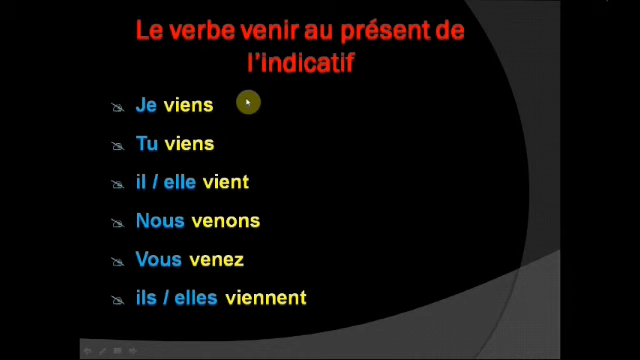 Le verbe venir au présent de
l'indicatif
Je viens
Tu viens
il / elle vient
Nous venons
Vous venez
ils / elles viennent